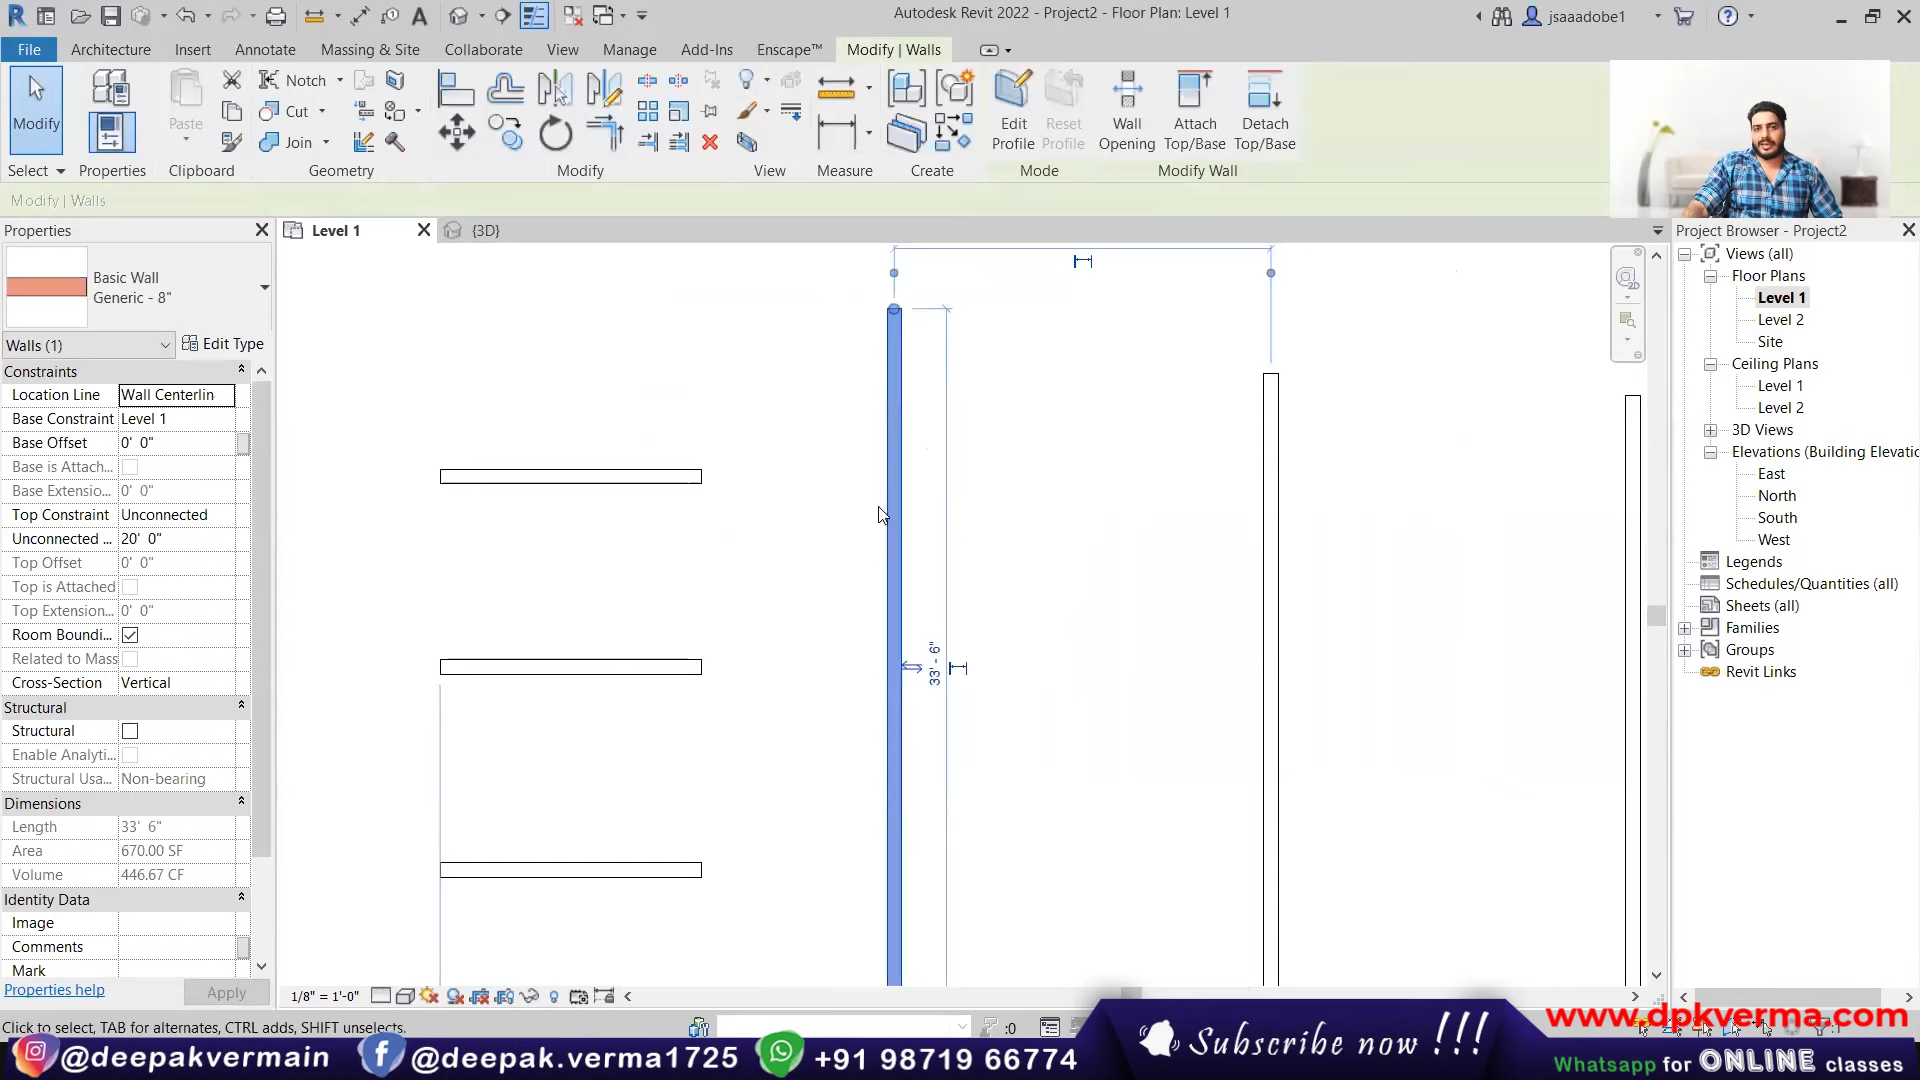 Autodesk Revit 2022 - Project2 - Floor Plan: Level 1
jsaaadobe1
File Architecture Insert Annotate Massing & Site Collaborate View Manage Add-Ins Enscape™ Modify | Walls
Modify
Paste
Notch
Cut
Join
Edit Profile
Reset Profile
Wall Opening
Attach Top/Base
Detach Top/Base
Select Properties Clipboard Geometry Modify View Measure Create Mode Modify Wall
Modify | Walls
Properties
Level 1
{3D}
Project Browser - Project2
Basic Wall
Generic - 8"
Walls (1)
Edit Type
Constraints
Location Line Wall Centerlin
Base Constraint Level 1
Base Offset 0' 0"
Base is Attach...
Base Extensio... 0' 0"
Top Constraint Unconnected
Unconnected ... 20' 0"
Top Offset 0' 0"
Top is Attached
Top Extension... 0' 0"
Room Boundi...
Related to Mass
Cross-Section Vertical
Structural
Structural
Enable Analyti...
Structural Usa... Non-bearing
Dimensions
Length 33' 6"
Area 670.00 SF
Volume 446.67 CF
Identity Data
Image
Comments
Mark
Properties help
Apply
33' - 6"
2D
Views (all)
Floor Plans
Level 1
Level 2
Site
Ceiling Plans
Level 1
Level 2
3D Views
Elevations (Building Elevatio
East
North
South
West
Legends
Schedules/Quantities (all)
Sheets (all)
Families
Groups
Revit Links
1/8" = 1'-0"
Click to select, TAB for alternates, CTRL adds, SHIFT unselects.
:0
:1
@deepakvermain
@deepak.verma1725
+91 98719 66774
Subscribe now !!!
www.dpkverma.com
Whatsapp for ONLINE classes